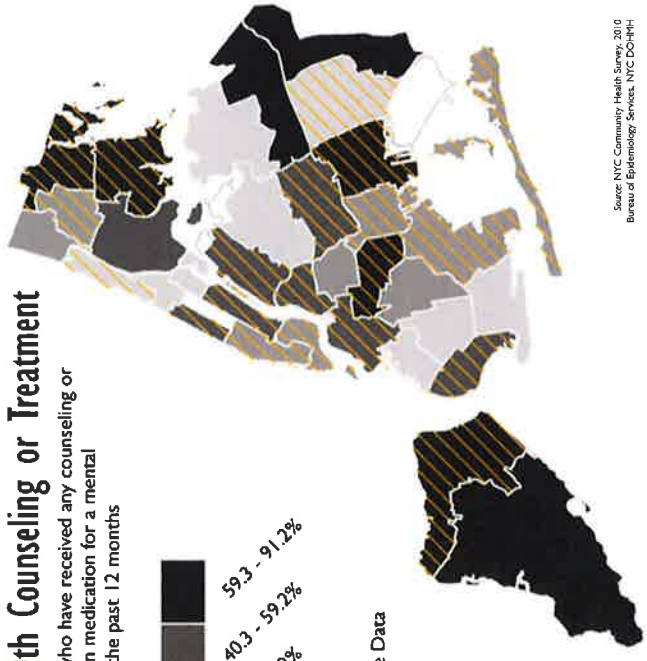 th Counseling or Treatment
who have received any counseling or
n medication for a mental
the past 12 months
59.3 - 91.2%
40.3 - 59.2%
e Data
Source: NYC Community Health Survey, 2010
Bureau of Epidemiology Services, NYC DOHMH